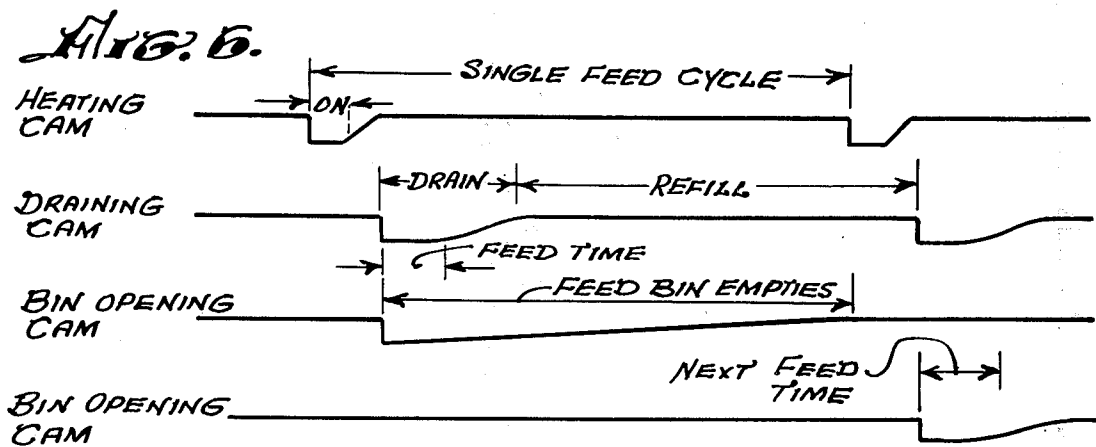 FIG. 6.
SINGLE FEED CYCLE
HEATING
CAM
ON
DRAIN
REFILL
DRAINING
CAM
FEED TIME
FEED BIN EMPTIES
BIN OPENING
CAM
NEXT FEED
TIME
BIN OPENING
CAM